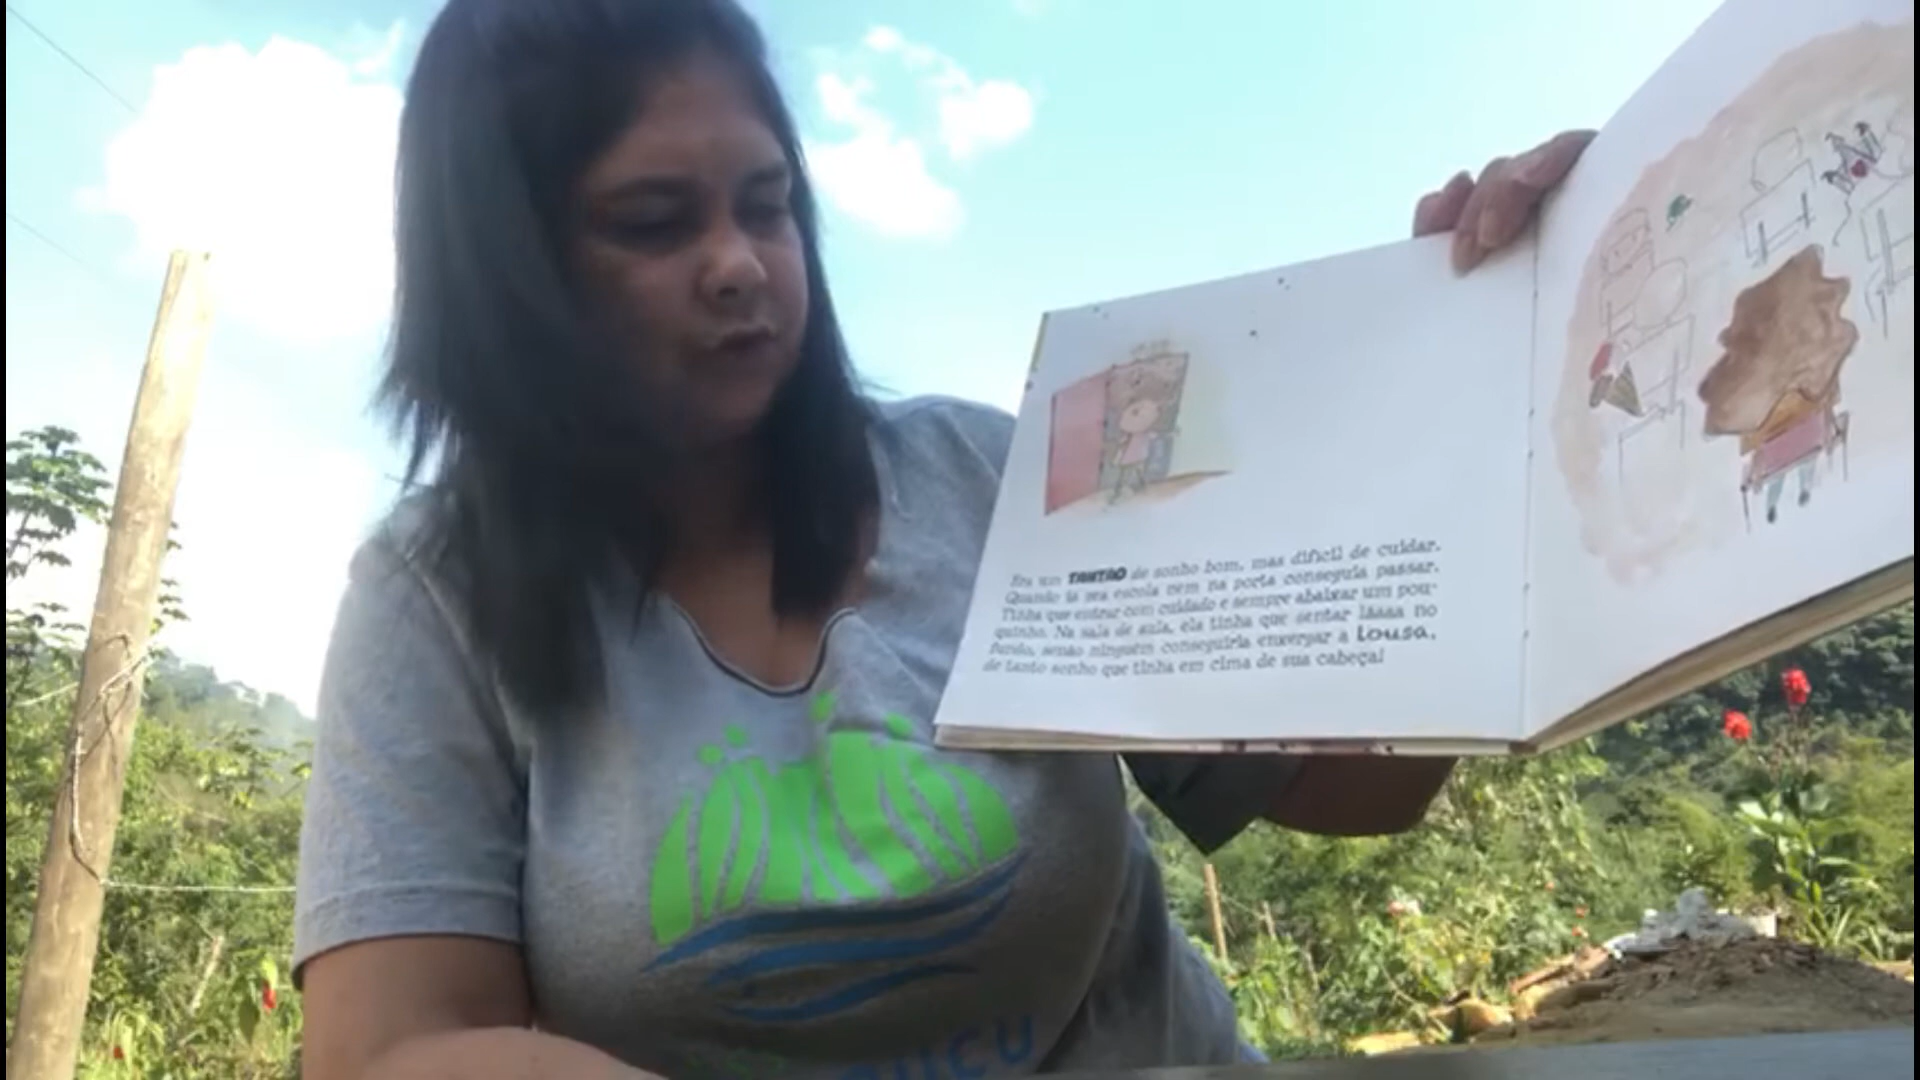 Era um TANTÃO de sonho bom, mas difícil de cuidar.
Quando ia pra escola nem na porta conseguia passar.
Tinha que entrar com cuidado e sempre abaixar um pou-
quinho. Na sala de aula, ela tinha que sentar láaaa no
fundo, senão ninguém conseguiria enxergar a Lousa,
de tanto sonho que tinha em cima de sua cabeça!